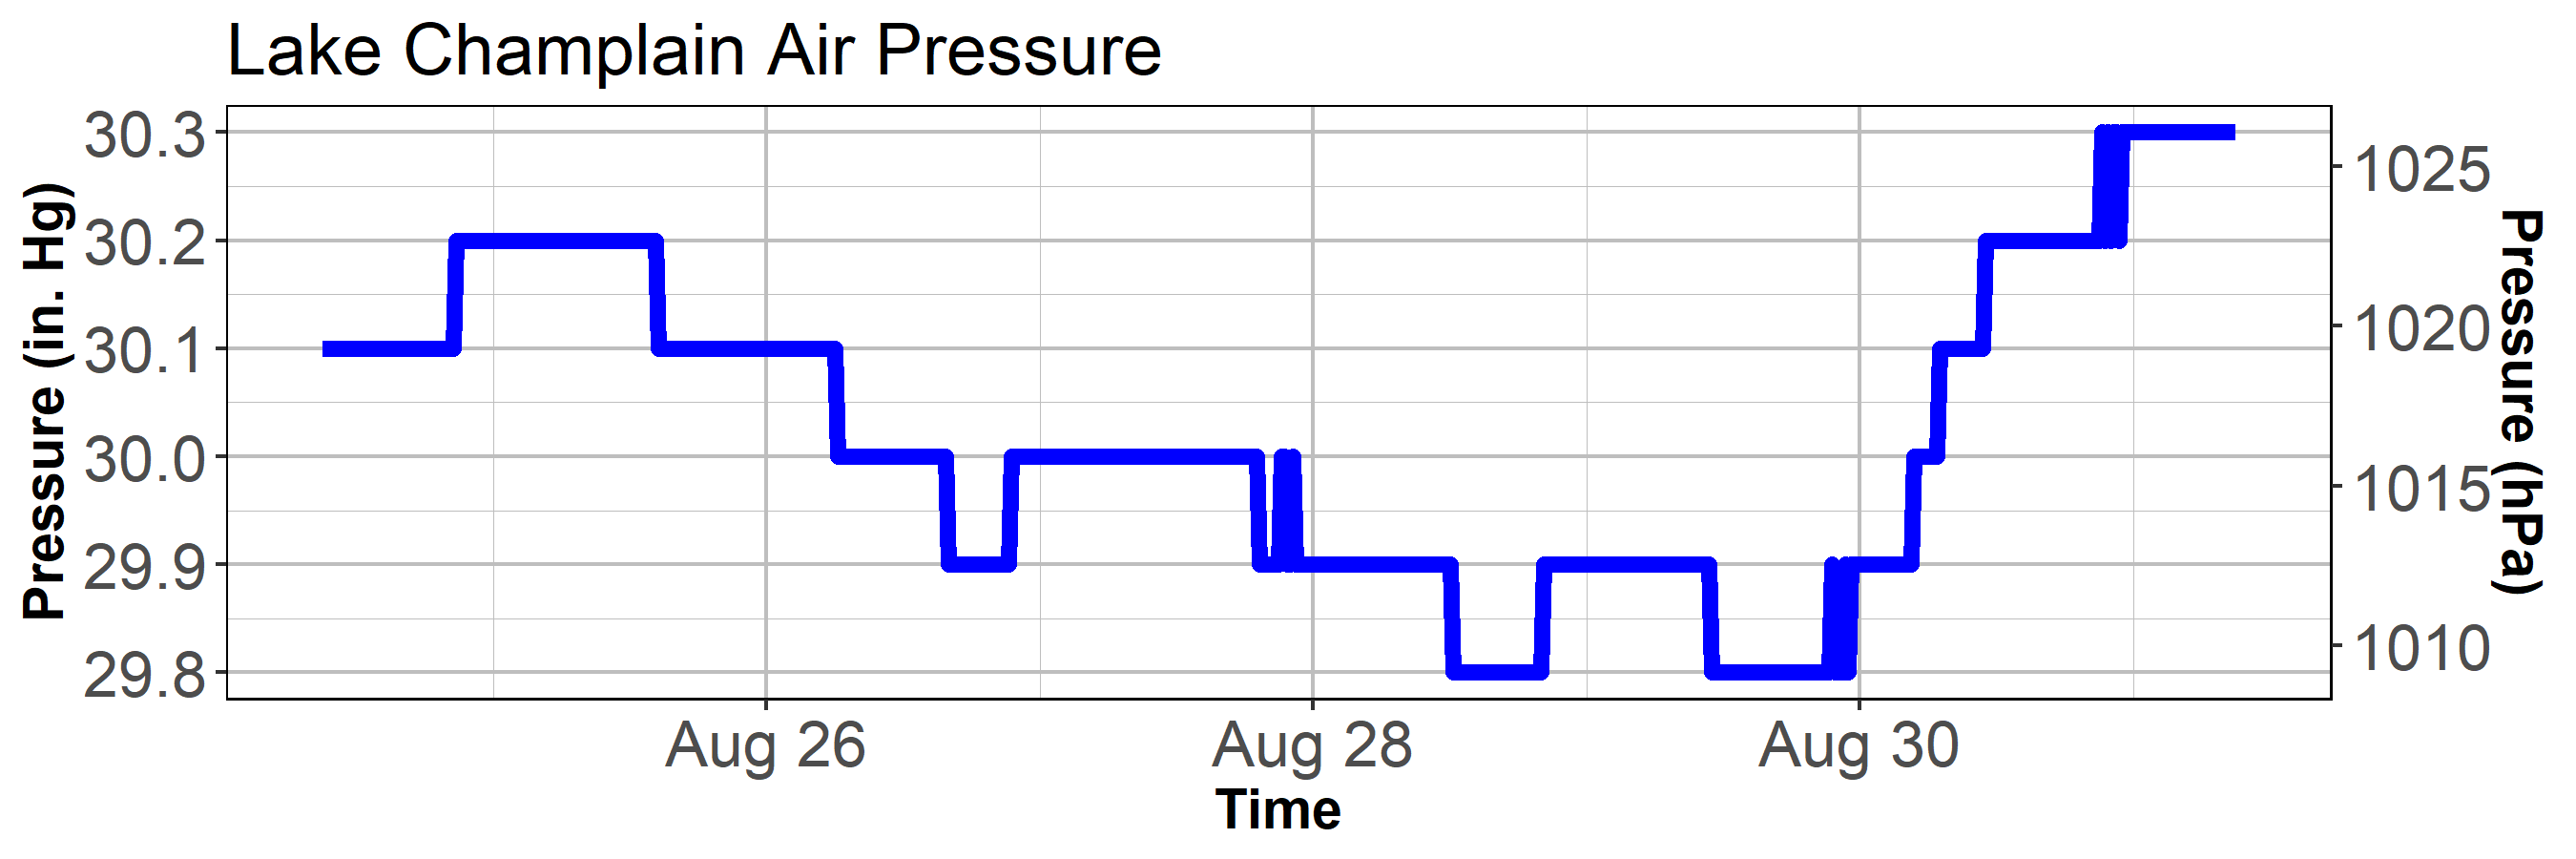 Lake Champlain Air Pressure
Pressure (in. Hg)
30.3
30.2
30.1
30.0
29.9
29.8
1025
1020
1015
1010
Pressure (hPa)
Aug 26 Aug 28 Aug 30
Time